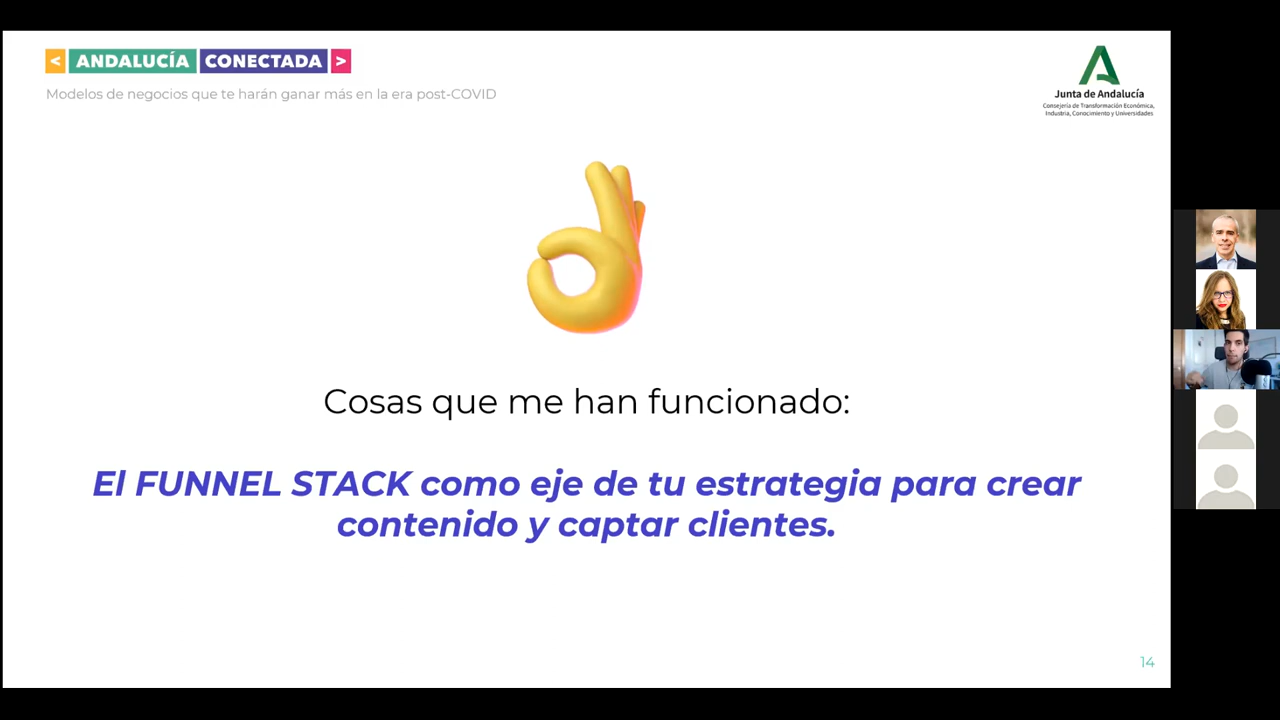 < ANDALUCÍA CONECTADA >
Modelos de negocios que te harán ganar más en la era post-COVID
Junta de Andalucía
Consejería de Transformación Económica,
Industria, Conocimiento y Universidades
Cosas que me han funcionado:
El FUNNEL STACK como eje de tu estrategia para crear
contenido y captar clientes.
14